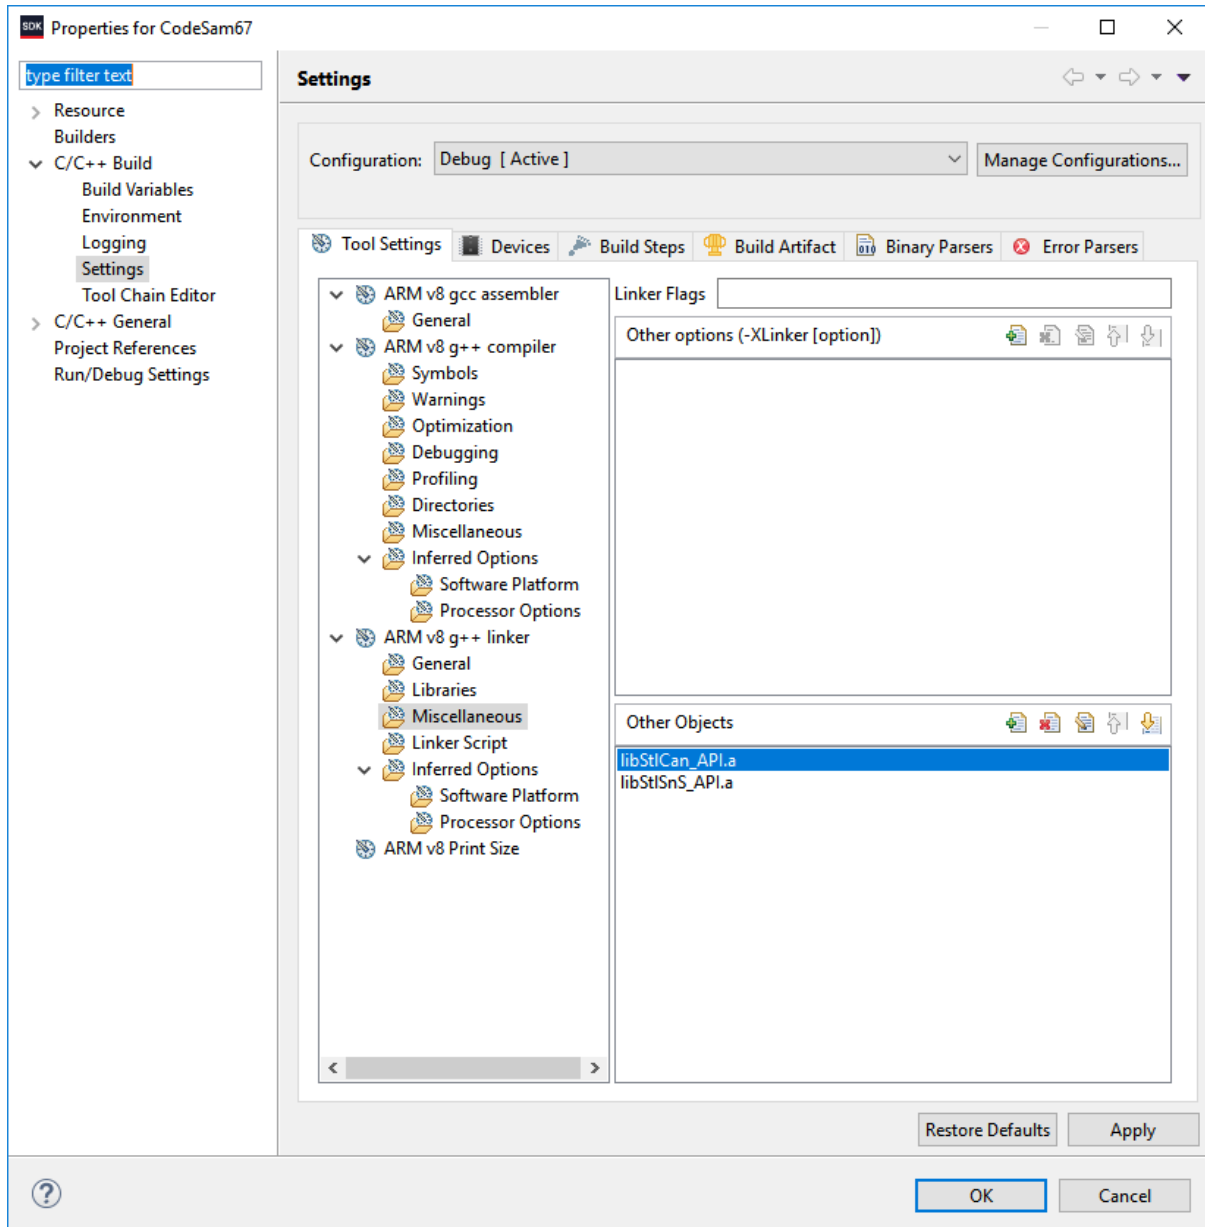 SDK Properties for CodeSam67
type filter text
Resource
Builders
C/C++ Build
Build Variables
Environment
Logging
Settings
Tool Chain Editor
C/C++ General
Project References
Run/Debug Settings
Settings
Configuration: Debug [ Active ] Manage Configurations...
Tool Settings Devices Build Steps Build Artifact 010 Binary Parsers Error Parsers
ARM v8 gcc assembler
General
ARM v8 g++ compiler
Symbols
Warnings
Optimization
Debugging
Profiling
Directories
Miscellaneous
Inferred Options
Software Platform
Processor Options
ARM v8 g++ linker
General
Libraries
Miscellaneous
Linker Script
Inferred Options
Software Platform
Processor Options
ARM v8 Print Size
Linker Flags
Other options (-XLinker [option])
Other Objects
libStlCan_API.a
libStlSnS_API.a
Restore Defaults Apply
? OK Cancel